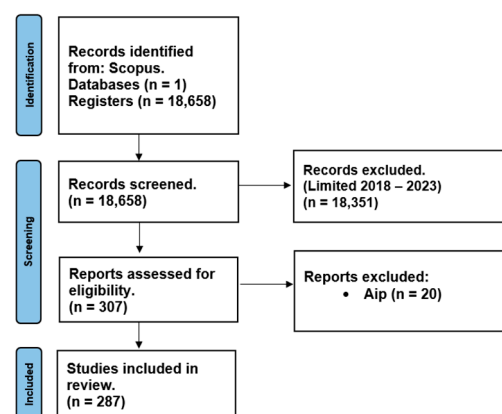 Identification
Records identified
from: Scopus.
Databases (n = 1)
Registers (n = 18,658)
Screening
Records screened.
(n = 18,658)
Records excluded.
(Limited 2018 – 2023)
(n = 18,351)
Reports assessed for
eligibility.
(n = 307)
Reports excluded:
• Aip (n = 20)
Included
Studies included in
review.
(n = 287)